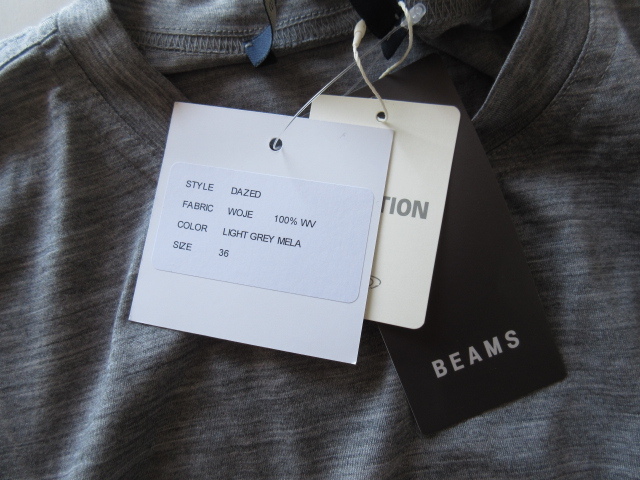 STYLE DAZED
FABRIC WOJE 100% WV
COLOR LIGHT GREY MELA
SIZE 36
TION
BEAMS